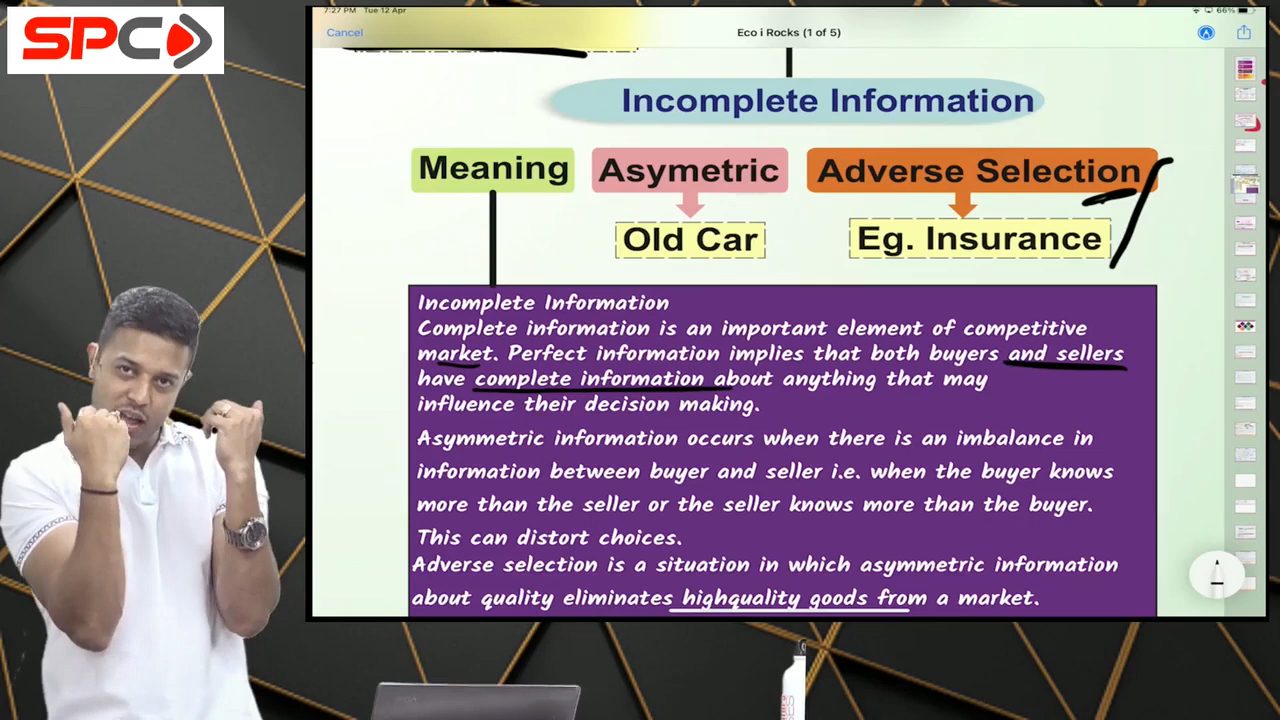 SPC
7:27 PM Tue 12 Apr
66%
Cancel
Eco i Rocks (1 of 5)
Incomplete Information
Meaning
Asymetric
Adverse Selection
Old Car
Eg. Insurance
Incomplete Information
Complete information is an important element of competitive
market. Perfect information implies that both buyers and sellers
have complete information about anything that may
influence their decision making.
Asymmetric information occurs when there is an imbalance in
information between buyer and seller i.e. when the buyer knows
more than the seller or the seller knows more than the buyer.
This can distort choices.
Adverse selection is a situation in which asymmetric information
about quality eliminates highquality goods from a market.